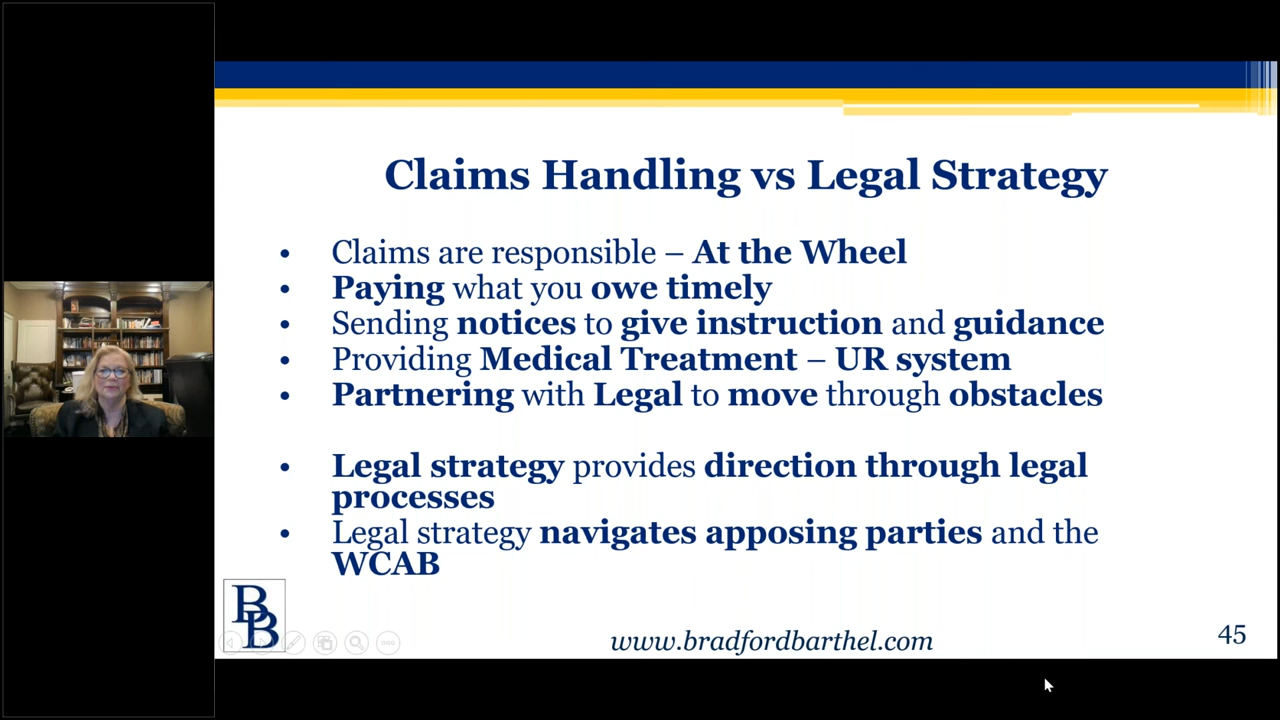 Claims Handling vs Legal Strategy
• Claims are responsible – At the Wheel
• Paying what you owe timely
• Sending notices to give instruction and guidance
• Providing Medical Treatment – UR system
• Partnering with Legal to move through obstacles
• Legal strategy provides direction through legal
processes
• Legal strategy navigates apposing parties and the
WCAB
BB
www.bradfordbarthel.com
45